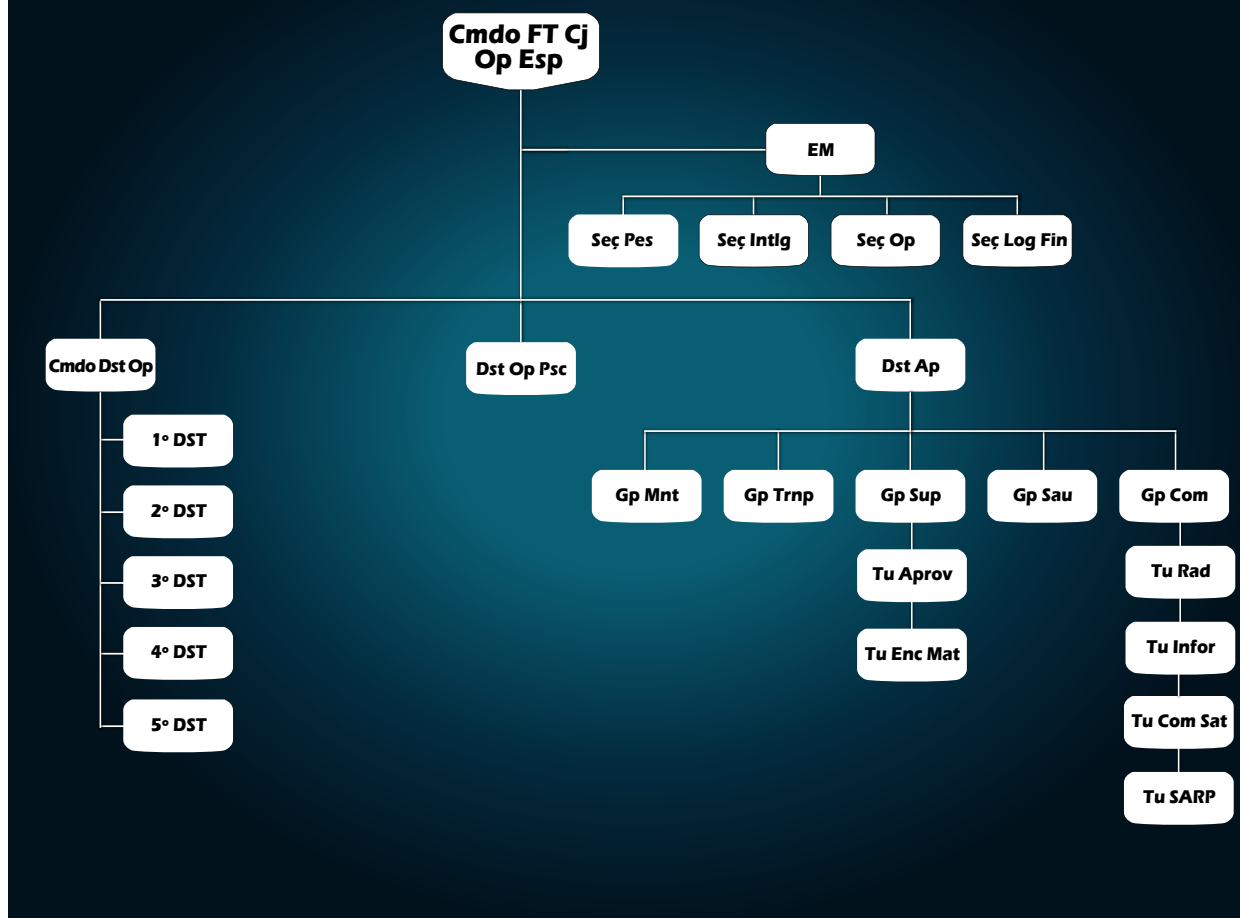 Cmdo FT Cj
Op Esp
EM
Seç Pes
Seç Intlg
Seç Op
Seç Log Fin
Cmdo Dst Op
Dst Op Psc
Dst Ap
1º DST
2º DST
3º DST
4º DST
5º DST
Gp Mnt
Gp Trnp
Gp Sup
Gp Sau
Gp Com
Tu Aprov
Tu Enc Mat
Tu Rad
Tu Infor
Tu Com Sat
Tu SARP